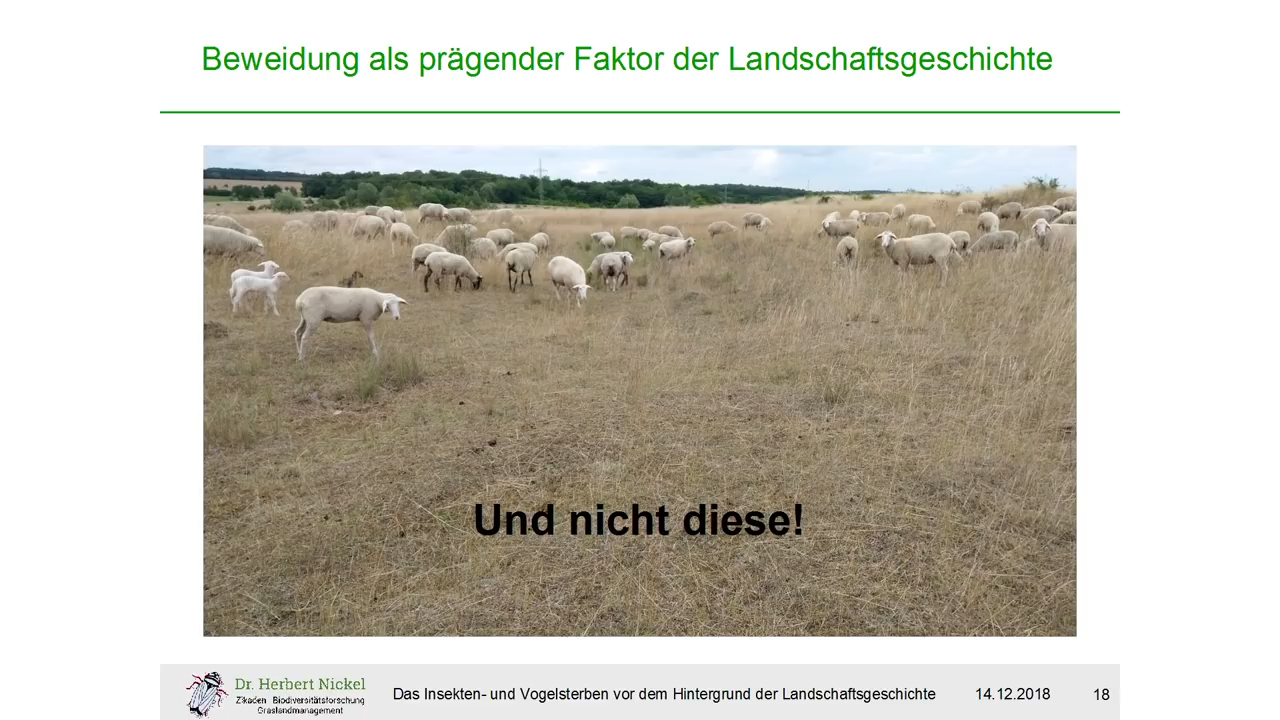 Beweidung als prägender Faktor der Landschaftsgeschichte
Und nicht diese!
Dr. Herbert Nickel
Zikaden Biodiversitätsforschung
Graslandmanagement
Das Insekten- und Vogelsterben vor dem Hintergrund der Landschaftsgeschichte
14.12.2018
18